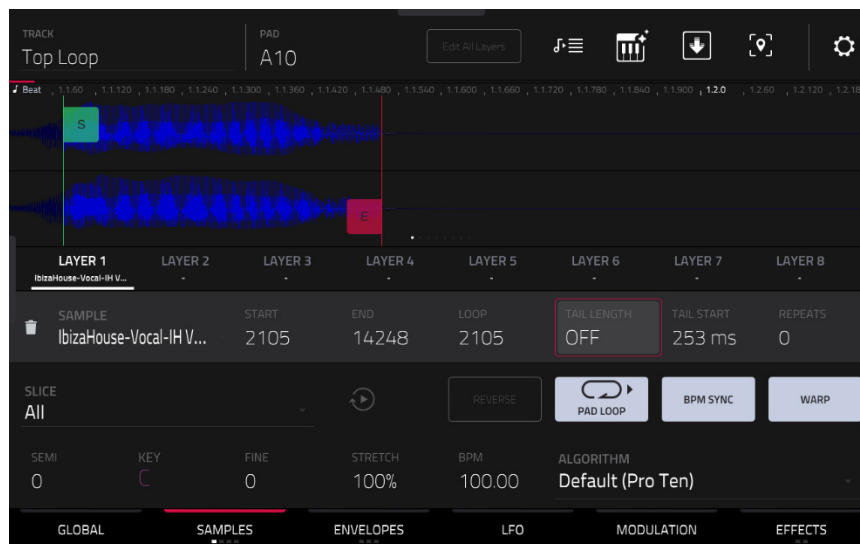 TRACK
Top Loop
PAD
A10
Edit All Layers
Beat 1.1.60 1.1.120 1.1.180 1.1.240 1.1.300 1.1.360 1.1.420 1.1.480 1.1.540 1.1.600 1.1.660 1.1.720 1.1.780 1.1.840 1.1.900 1.2.0 1.2.60 1.2.120 1.2.18
S
E
LAYER 1 LAYER 2 LAYER 3 LAYER 4 LAYER 5 LAYER 6 LAYER 7 LAYER 8
IbizaHouse-Vocal-IH V... - - - - - - -
SAMPLE START END LOOP TAIL LENGTH TAIL START REPEATS
IbizaHouse-Vocal-IH V... 2105 14248 2105 OFF 253 ms 0
SLICE
All
REVERSE
PAD LOOP
BPM SYNC
WARP
SEMI KEY FINE STRETCH BPM ALGORITHM
0 C 0 100% 100.00 Default (Pro Ten)
GLOBAL SAMPLES ENVELOPES LFO MODULATION EFFECTS